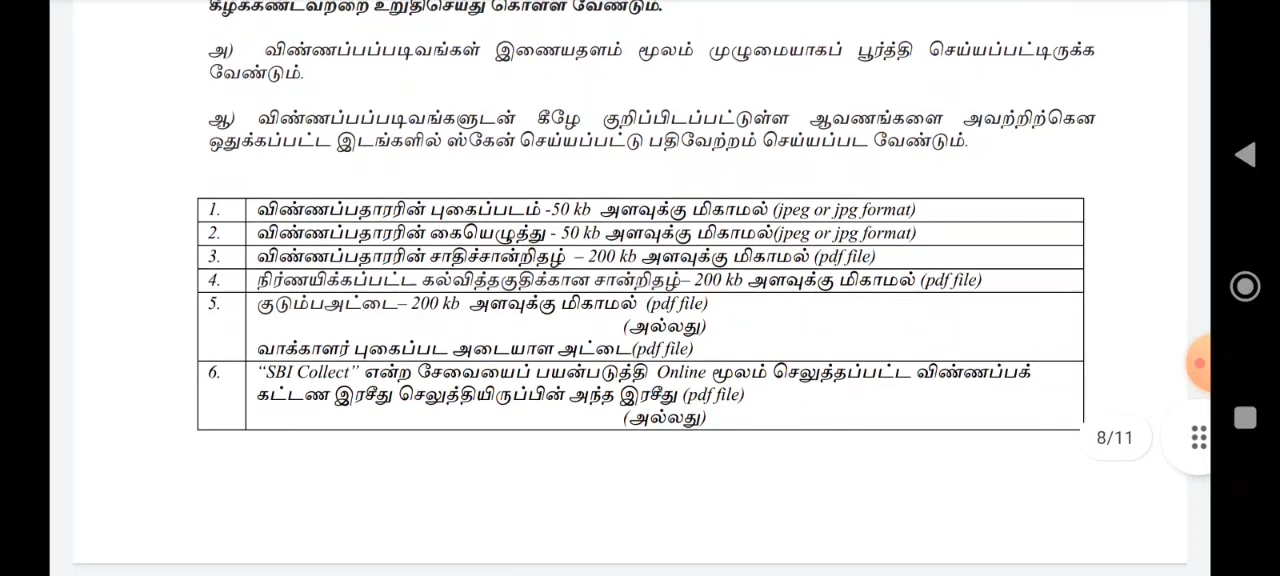 கீழ்க்கண்டவற்றை உறுதிசெய்து கொள்ள வேண்டும்.
அ) விண்ணப்பப்படிவங்கள் இணையதளம் மூலம் முழுமையாகப் பூர்த்தி செய்யப்பட்டிருக்க
வேண்டும்.
ஆ) விண்ணப்பப்படிவங்களுடன் கீழே குறிப்பிடப்பட்டுள்ள ஆவணங்களை அவற்றிற்கென
ஒதுக்கப்பட்ட இடங்களில் ஸ்கேன் செய்யப்பட்டு பதிவேற்றம் செய்யப்பட வேண்டும்.
1. விண்ணப்பதாரரின் புகைப்படம் -50 kb அளவுக்கு மிகாமல் (jpeg or jpg format)
2. விண்ணப்பதாரரின் கையெழுத்து - 50 kb அளவுக்கு மிகாமல்(jpeg or jpg format)
3. விண்ணப்பதாரரின் சாதிச்சான்றிதழ் – 200 kb அளவுக்கு மிகாமல் (pdf file)
4. நிர்ணயிக்கப்பட்ட கல்வித்தகுதிக்கான சான்றிதழ்– 200 kb அளவுக்கு மிகாமல் (pdf file)
5. குடும்பஅட்டை– 200 kb அளவுக்கு மிகாமல் (pdf file)
(அல்லது)
வாக்காளர் புகைப்பட அடையாள அட்டை(pdf file)
6. “SBI Collect” என்ற சேவையைப் பயன்படுத்தி Online மூலம் செலுத்தப்பட்ட விண்ணப்பக்
கட்டண இரசீது செலுத்தியிருப்பின் அந்த இரசீது (pdf file)
(அல்லது)
8/11